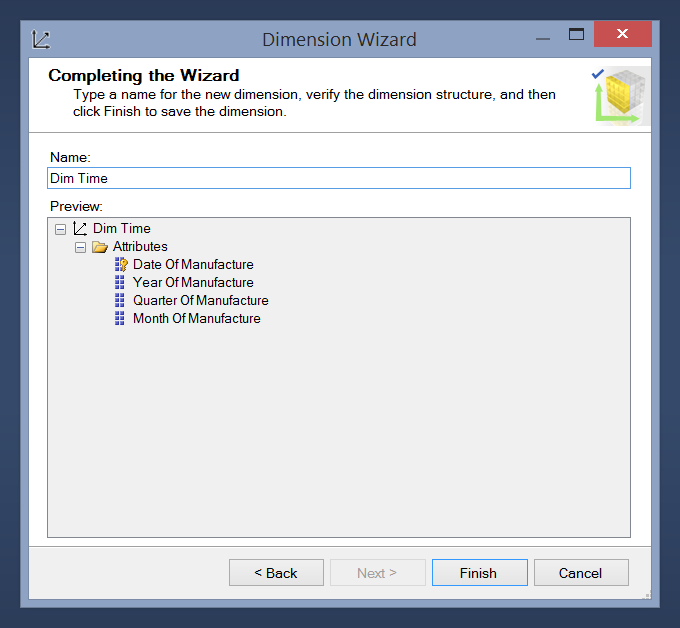 Dimension Wizard
Completing the Wizard
Type a name for the new dimension, verify the dimension structure, and then
click Finish to save the dimension.
Name:
Dim Time
Preview:
Dim Time
Attributes
Date Of Manufacture
Year Of Manufacture
Quarter Of Manufacture
Month Of Manufacture
< Back
Next >
Finish
Cancel